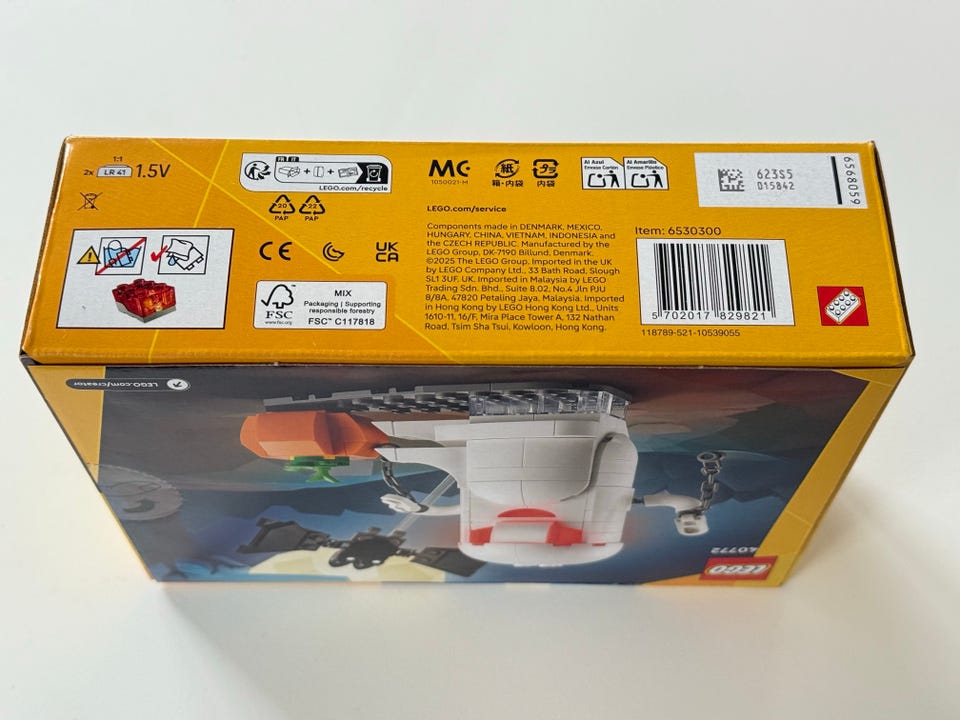 1:1
2x LR 41 1.5V
FR IT
LEGO.com/recycle
20
PAP
22
PAP
CE
UK
CA
FSC
www.fsc.org
MIX
Packaging | Supporting
responsible forestry
FSC™ C117818
1050021-M
紙
箱・内袋
プラ
内袋
Al Azul
Envase Cartón
Al Amarillo
Envase Plástico
LEGO.com/service
Components made in DENMARK, MEXICO,
HUNGARY, CHINA, VIETNAM, INDONESIA and
the CZECH REPUBLIC. Manufactured by the
LEGO Group, DK-7190 Billund, Denmark.
©2025 The LEGO Group. Imported in the UK
by LEGO Company Ltd., 33 Bath Road, Slough
SL1 3UF, UK. Imported in Malaysia by LEGO
Trading Sdn. Bhd., Suite B.02, No.4 Jln PJU
8/8A, 47820 Petaling Jaya, Malaysia. Imported
in Hong Kong by LEGO Hong Kong Ltd., Units
1610-11, 16/F, Mira Place Tower A, 132 Nathan
Road, Tsim Sha Tsui, Kowloon, Hong Kong.
623S5
015842
6568059
Item: 6530300
5 702017 829821
118789-521-10539055
LEGO.com/creator
40772
LEGO